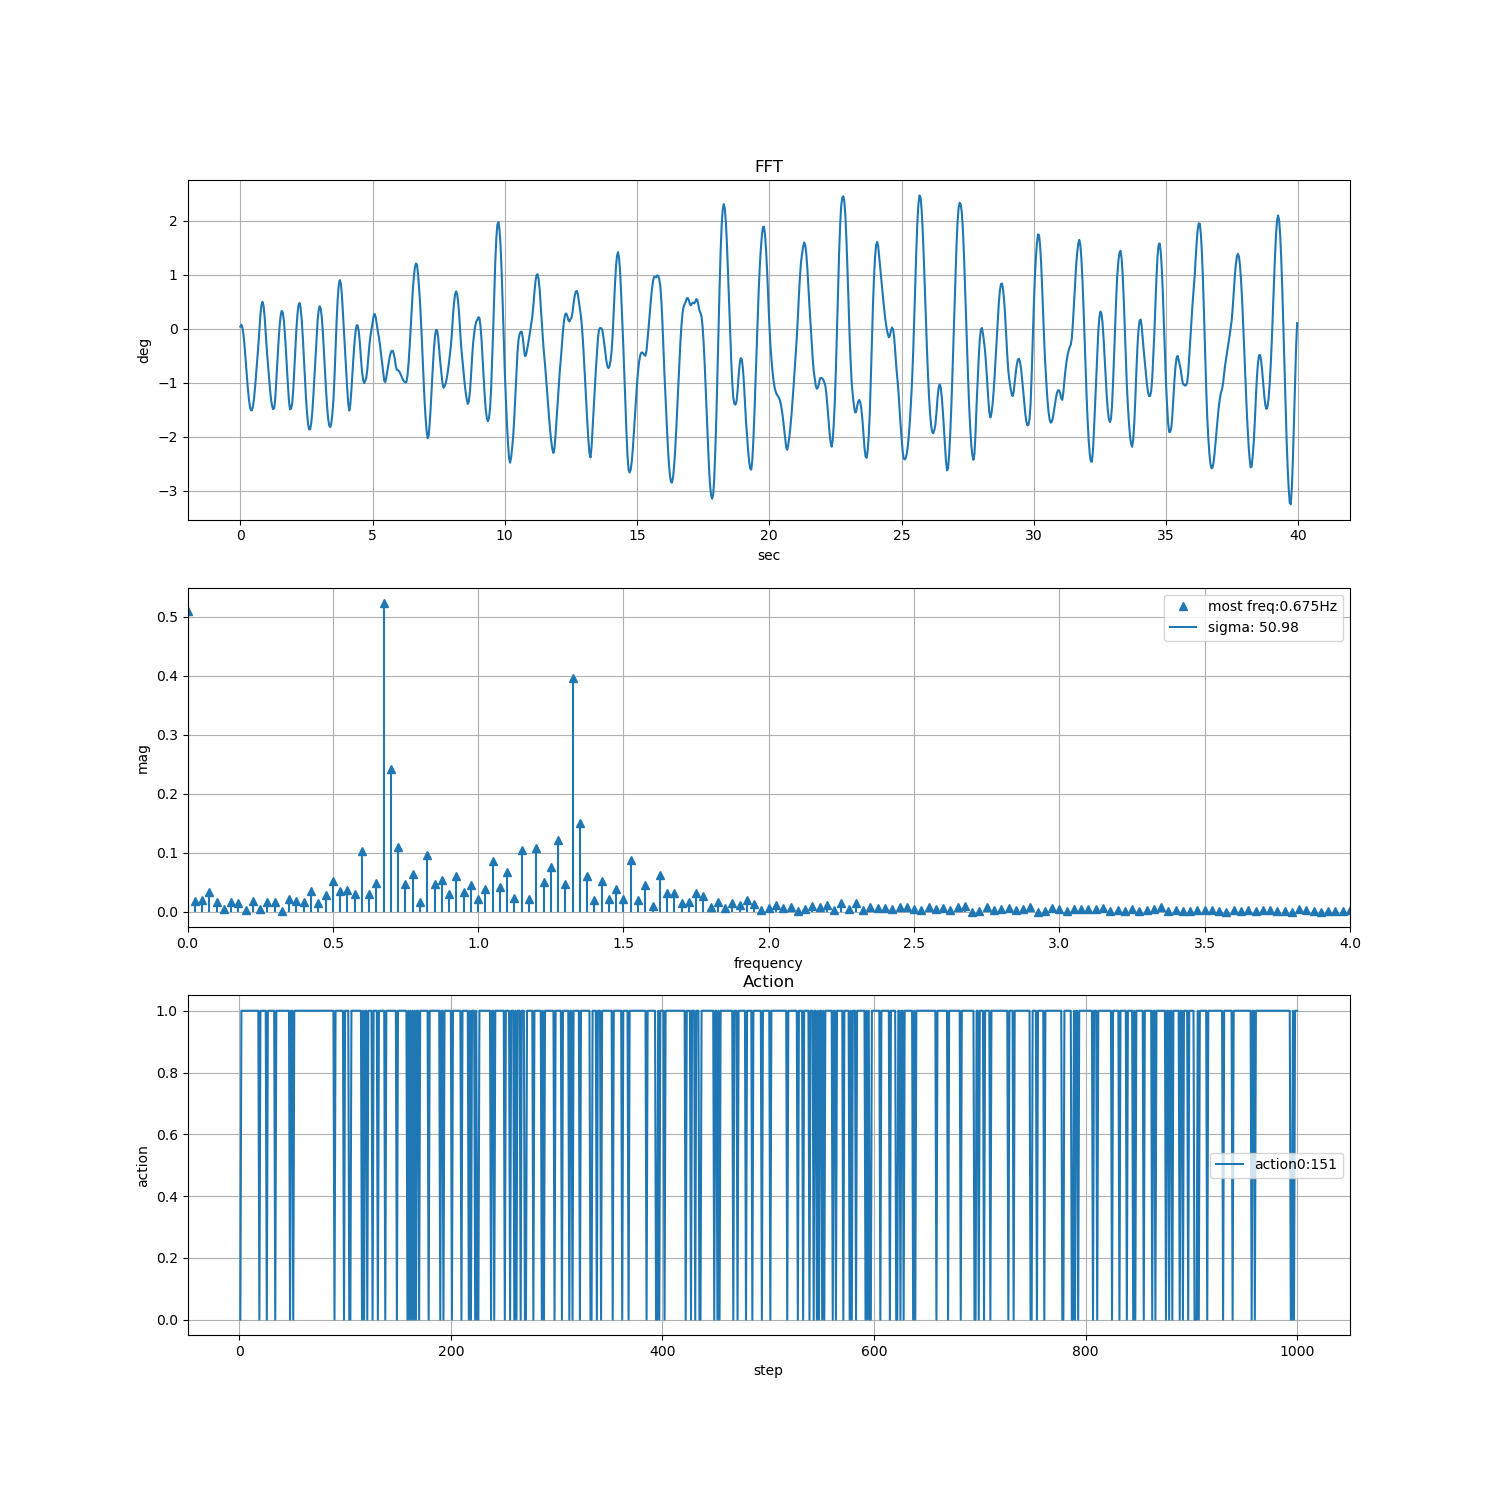 FFT
2
1
0
−1
−2
−3
deg
0 5 10 15 20 25 30 35 40
sec
most freq:0.675Hz
sigma: 50.98
0.5
0.4
0.3
0.2
0.1
0.0
mag
0.0 0.5 1.0 1.5 2.0 2.5 3.0 3.5 4.0
frequency
Action
1.0
0.8
0.6
0.4
0.2
0.0
action
action0:151
0 200 400 600 800 1000
step